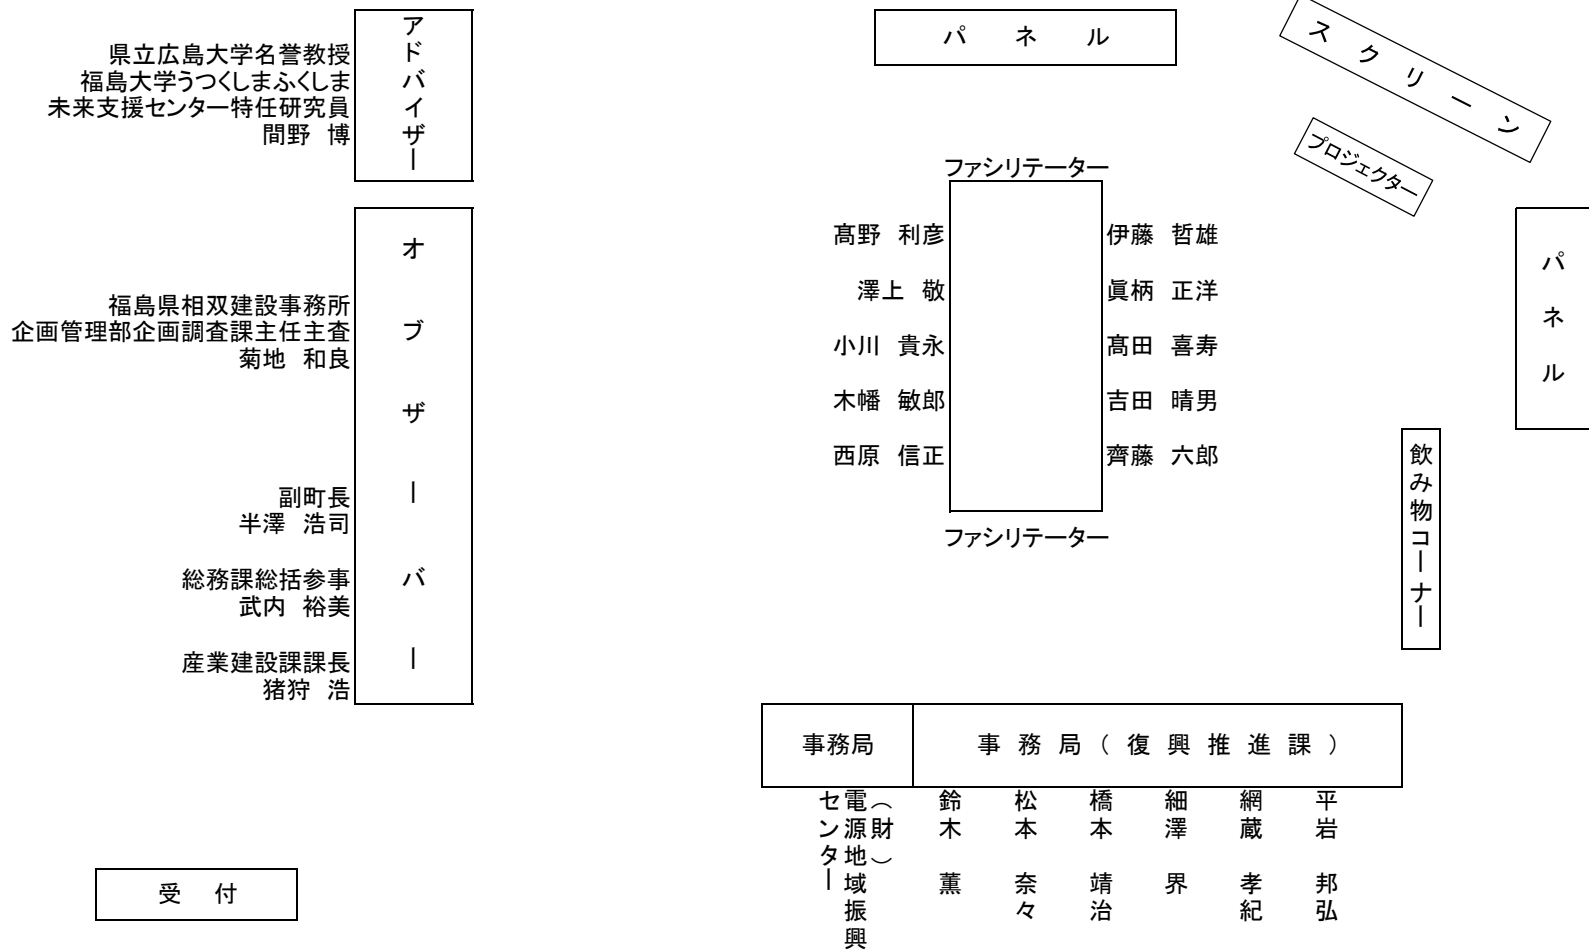 アドバイザー
県立広島大学名誉教授
福島大学うつくしまふくしま
未来支援センター特任研究員
間野　博
パ　ネ　ル
スクリーン
プロジェクター
ファシリテーター
髙野　利彦
伊藤　哲雄
澤上　敬
眞柄　正洋
小川　貴永
髙田　喜寿
木幡　敏郎
吉田　晴男
西原　信正
齊藤　六郎
ファシリテーター
パネル
飲み物コーナー
オブザーバー
福島県相双建設事務所
企画管理部企画調査課主任主査
菊地　和良
副町長
半澤　浩司
総務課総括参事
武内　裕美
産業建設課課長
猪狩　浩
事務局
事務局（復興推進課）
（財）
電源地域振興
センター
鈴木　薫
松本　奈々
橋本　靖治
細澤　界
網蔵　孝紀
平岩　邦弘
受　付